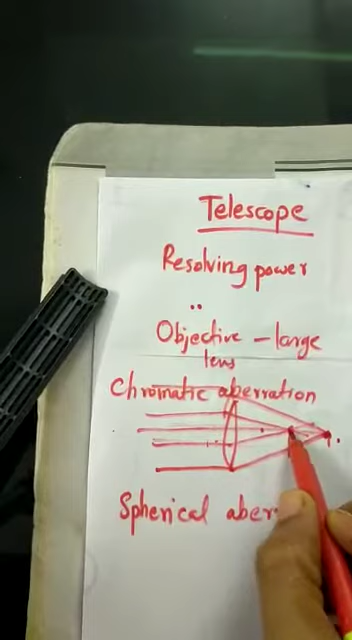 Telescope
Resolving power
Objective - large
lens
Chromatic aberration
Spherical